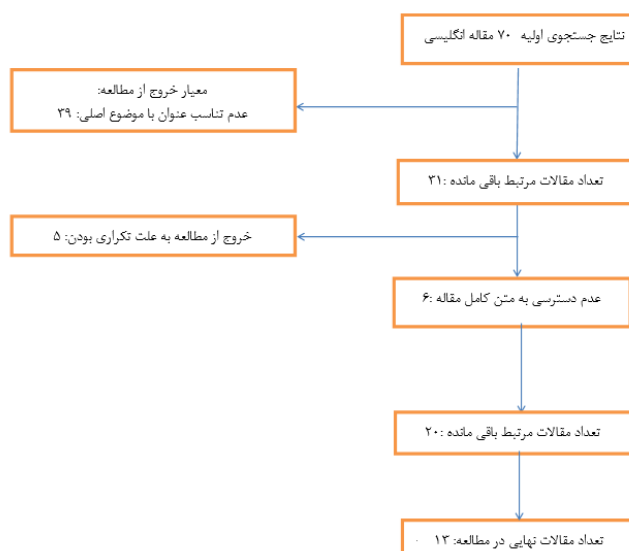 نتایج جستجوی اولیه ۷۰ مقاله انگلیسی
معیار خروج از مطالعه:
عدم تناسب عنوان با موضوع اصلی: ۳۹
تعداد مقالات مرتبط باقی مانده :۳۱
خروج از مطالعه به علت تکراری بودن: ۵
عدم دسترسی به متن کامل مقاله :۶
تعداد مقالات مرتبط باقی مانده :۲۰
تعداد مقالات نهایی در مطالعه: ۱۳